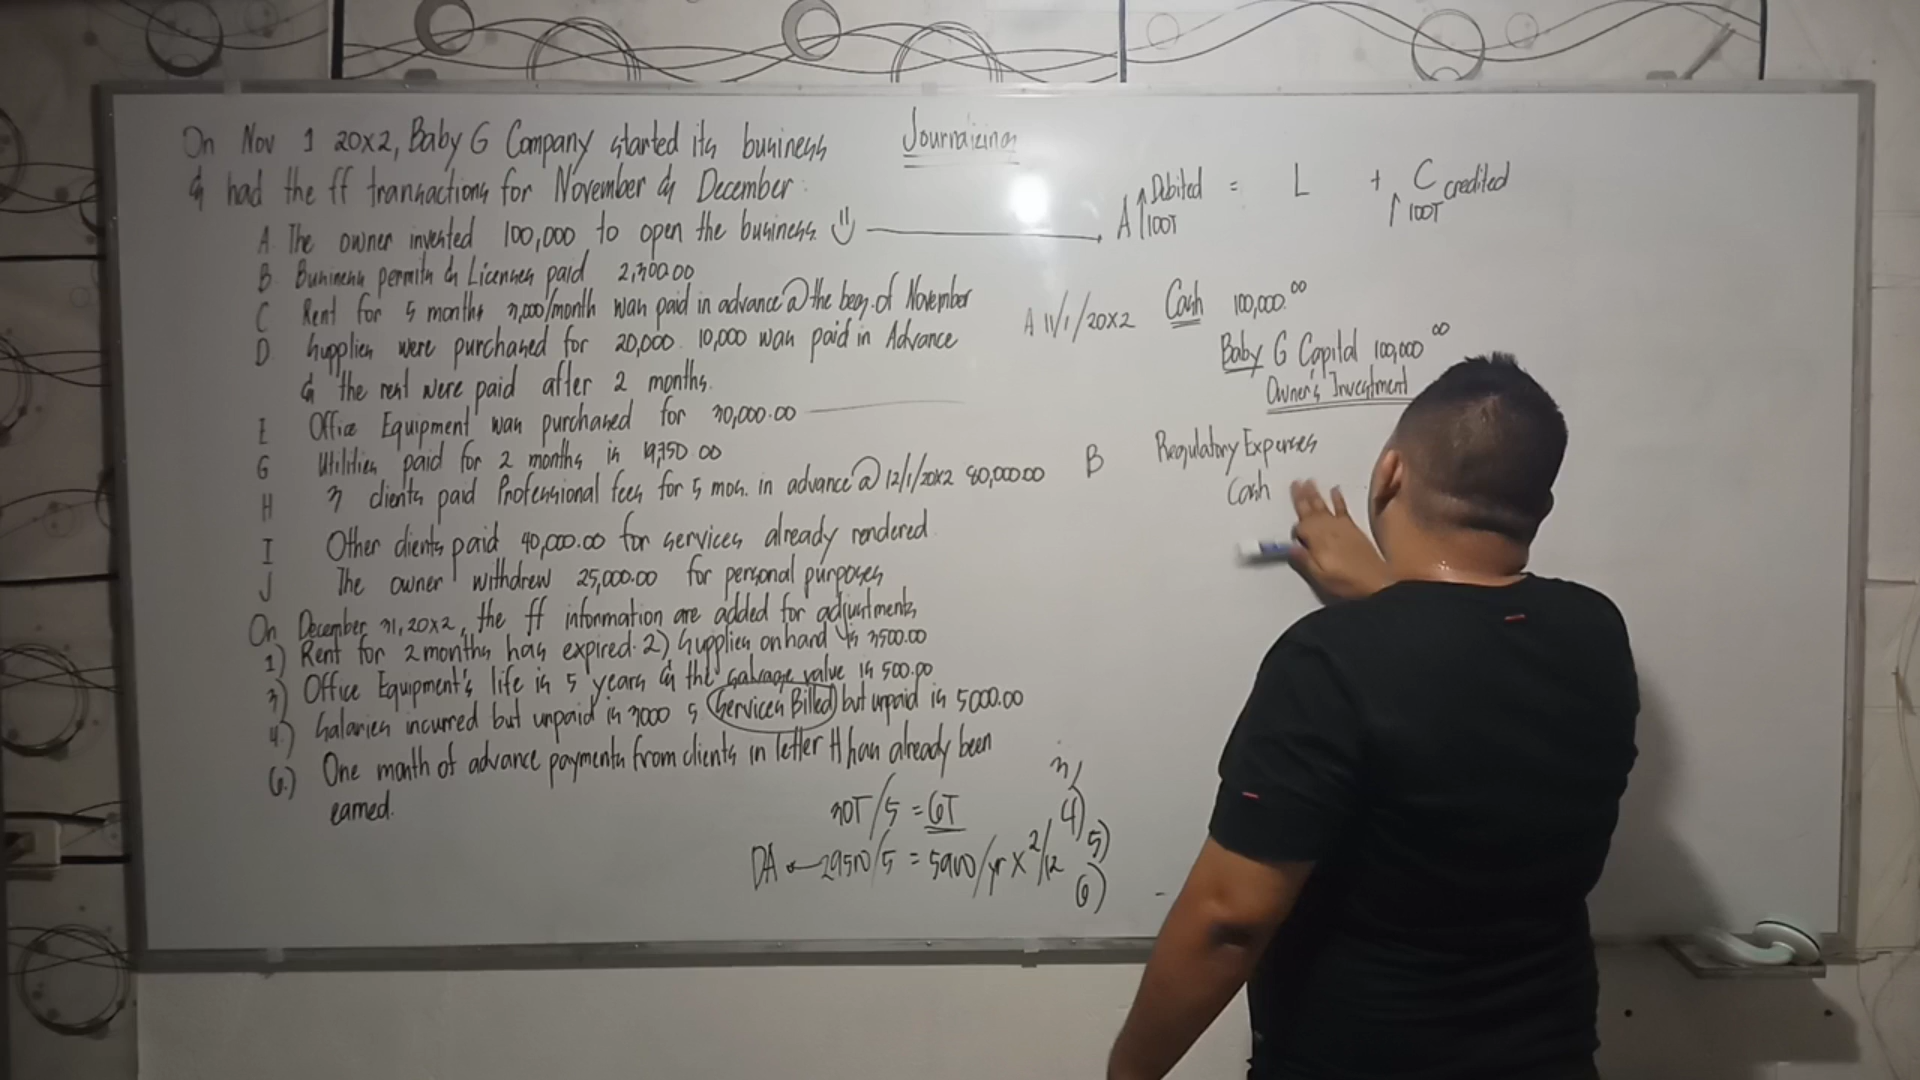 On Nov 1 20x2, Baby G Company started its business
& had the ff transactions for November & December:
A. The owner invested 100,000 to open the business.
B Business permits & Licenses paid 2,300.00
C Rent for 5 months 3,000/month was paid in advance @ the beg. of November
D Supplies were purchased for 20,000. 10,000 was paid in Advance
& the rest were paid after 2 months.
E Office Equipment was purchased for 30,000.00
G Utilities paid for 2 months is 19,750.00
H 3 clients paid Professional fees for 5 mos. in advance @ 12/1/20x2 90,000.00
I Other clients paid 40,000.00 for services already rendered.
J The owner withdrew 25,000.00 for personal purposes
On December 31, 20x2, the ff information are added for adjustments
1) Rent for 2 months has expired. 2) Supplies on hand is 3500.00
3) Office Equipment's life is 5 years & the salvage value is 500.00
4.) Salaries incurred but unpaid is 3000 5 Services Billed but unpaid is 5000.00
6.) One month of advance payments from clients in letter H has already been
earned.
30T/5 = 6T
DA 29500/5 = 5900/yr x 2/12
3/
4)
5)
6)
Journalizing
A ↑ Debited 100T = L + C credited ↑ 100T
A 11/1/20x2 Cash 100,000.00
Baby G Capital 100,000.00
Owner's Investment
B Regulatory Expenses
Cash